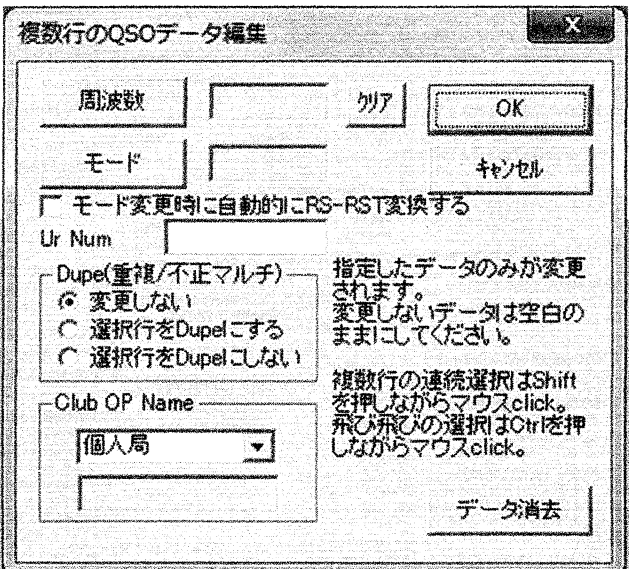 複数行のQSOデータ編集
X
周波数
クリア
OK
モード
キャンセル
モード変更時に自動的にRS-RST変換する
Ur Num
Dupe(重複/不正マルチ)
変更しない
選択行をDupeにする
選択行をDupeにしない
指定したデータのみが変更
されます。
変更しないデータは空白の
ままにしてください。
複数行の連続選択はShift
を押しながらマウスclick。
飛び飛びの選択はCtrlを押
しながらマウスclick。
Club OP Name
個人局
データ消去